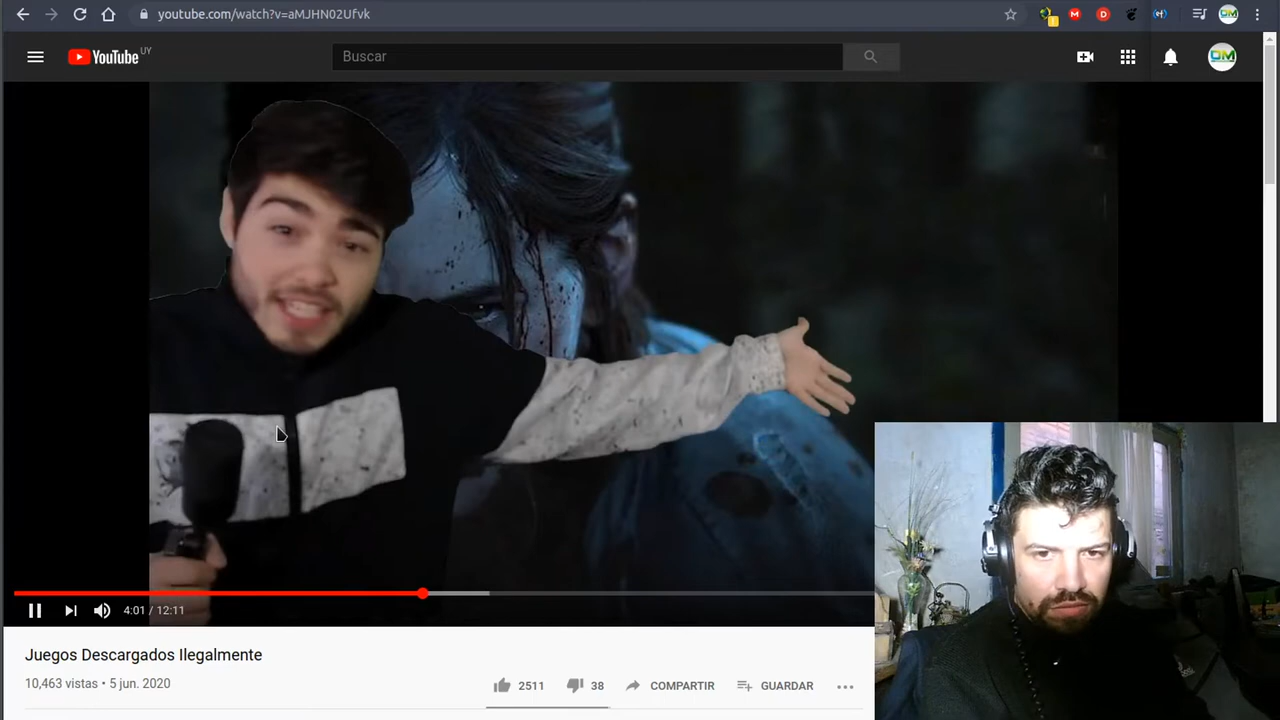 youtube.com/watch?v=aMJHN02Ufvk
YouTube UY
Buscar
4:01 / 12:11
Juegos Descargados Ilegalmente
10,463 vistas • 5 jun. 2020
2511
38
COMPARTIR
GUARDAR